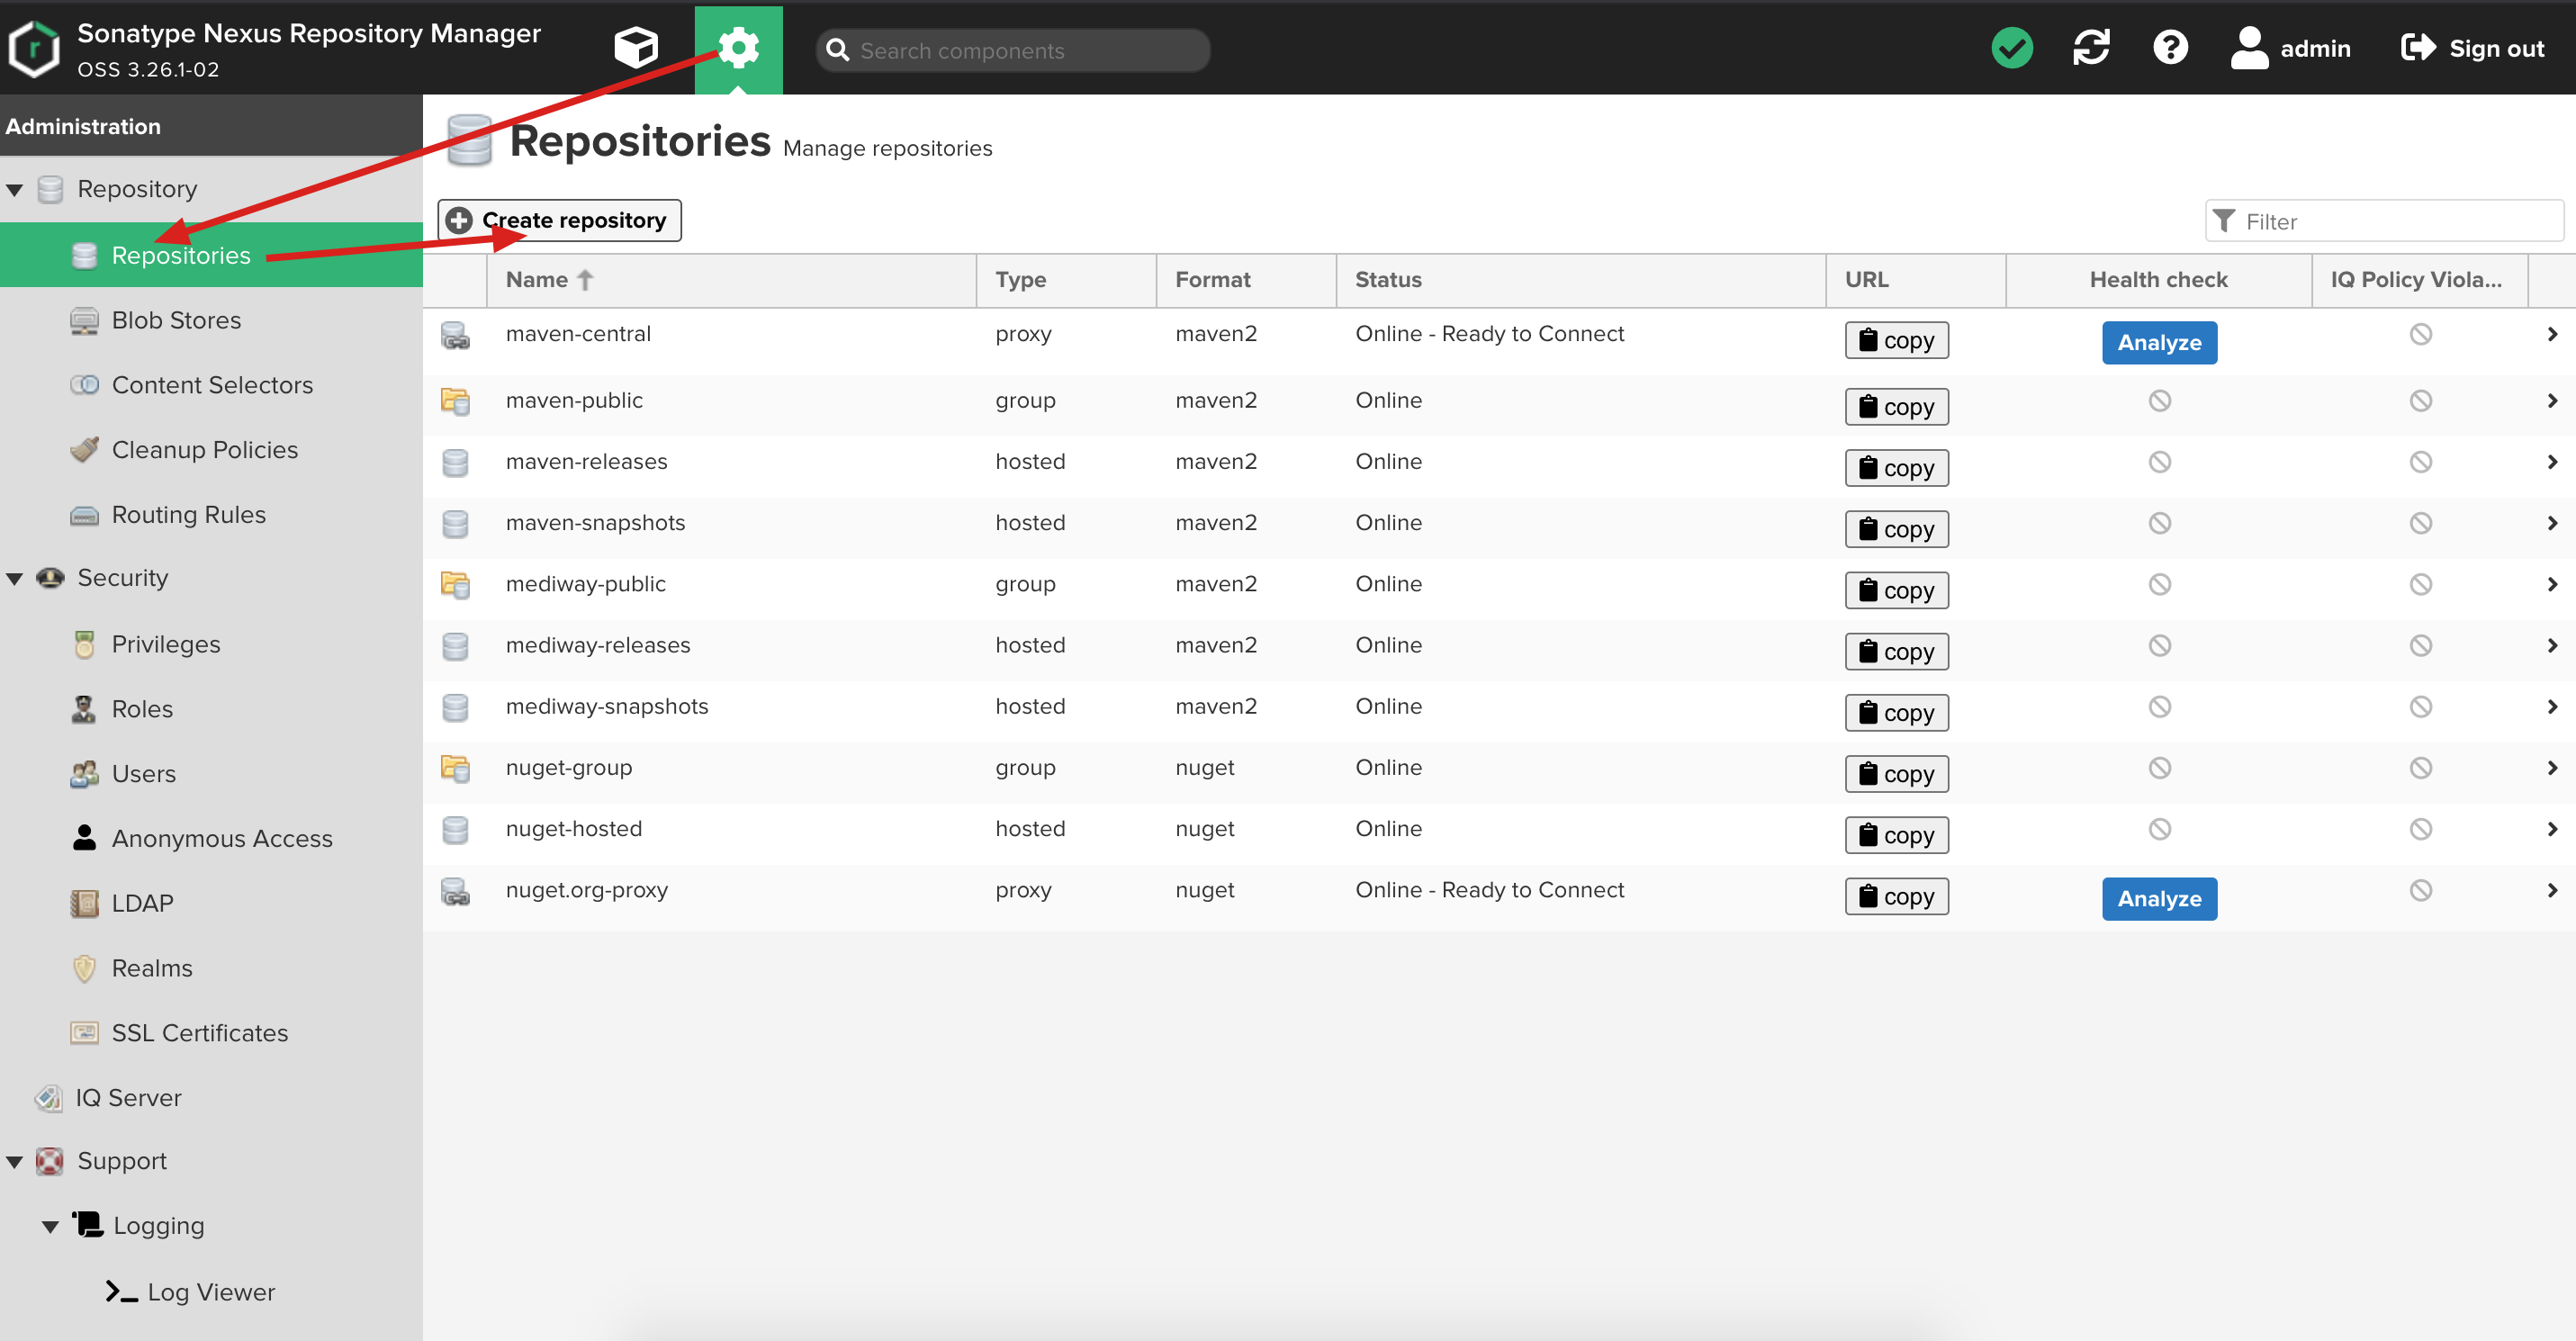 Sonatype Nexus Repository Manager
OSS 3.26.1-02
Search components
admin
Sign out
Administration
Repository
Repositories
Blob Stores
Content Selectors
Cleanup Policies
Routing Rules
Security
Privileges
Roles
Users
Anonymous Access
LDAP
Realms
SSL Certificates
IQ Server
Support
Logging
Log Viewer
Repositories Manage repositories
Create repository
Filter
Name Type Format Status URL Health check IQ Policy Viola...
maven-central proxy maven2 Online - Ready to Connect copy Analyze
maven-public group maven2 Online copy
maven-releases hosted maven2 Online copy
maven-snapshots hosted maven2 Online copy
mediway-public group maven2 Online copy
mediway-releases hosted maven2 Online copy
mediway-snapshots hosted maven2 Online copy
nuget-group group nuget Online copy
nuget-hosted hosted nuget Online copy
nuget.org-proxy proxy nuget Online - Ready to Connect copy Analyze